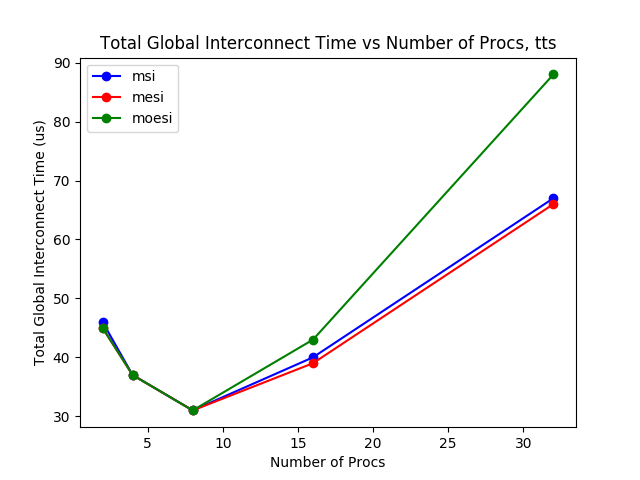 Total Global Interconnect Time vs Number of Procs, tts
Total Global Interconnect Time (us)
90
80
70
60
50
40
30
msi
mesi
moesi
5
10
15
20
25
30
Number of Procs